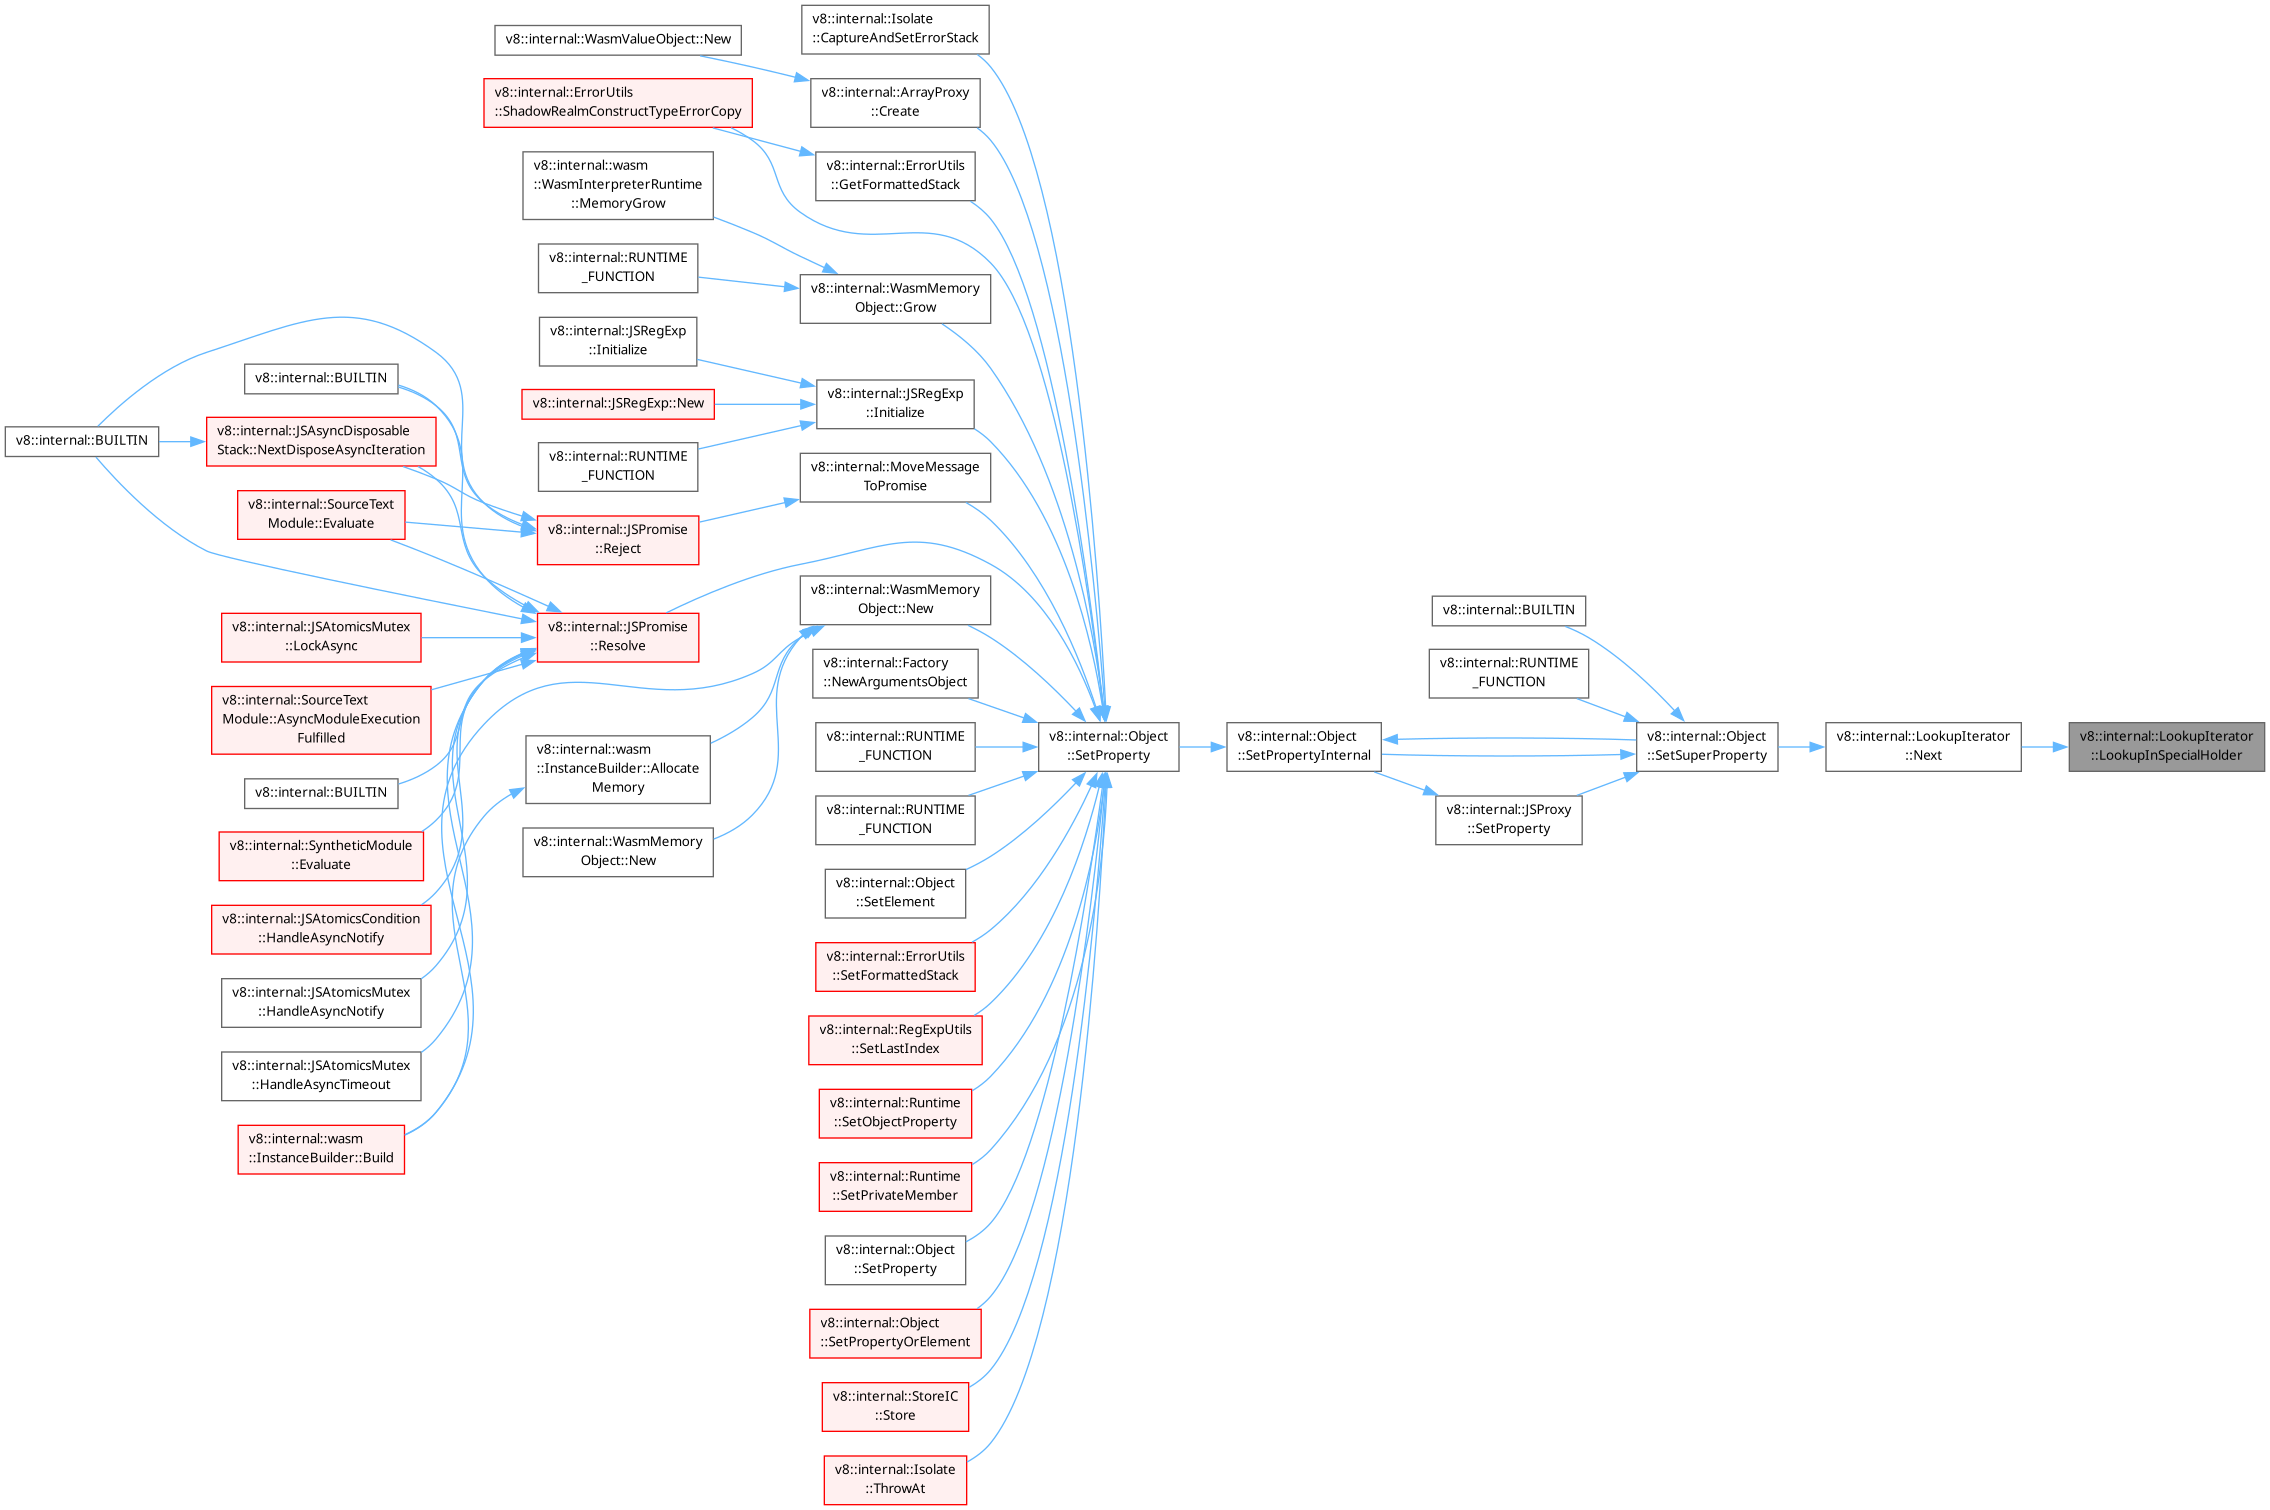 v8::internal::Isolate
::CaptureAndSetErrorStack
v8::internal::WasmValueObject::New
v8::internal::ErrorUtils
::ShadowRealmConstructTypeErrorCopy
v8::internal::ArrayProxy
::Create
v8::internal::wasm
::WasmInterpreterRuntime
::MemoryGrow
v8::internal::ErrorUtils
::GetFormattedStack
v8::internal::RUNTIME
_FUNCTION
v8::internal::WasmMemory
Object::Grow
v8::internal::JSRegExp
::Initialize
v8::internal::BUILTIN
v8::internal::JSRegExp::New
v8::internal::JSRegExp
::Initialize
v8::internal::BUILTIN
v8::internal::JSAsyncDisposable
Stack::NextDisposeAsyncIteration
v8::internal::RUNTIME
_FUNCTION
v8::internal::MoveMessage
ToPromise
v8::internal::SourceText
Module::Evaluate
v8::internal::JSPromise
::Reject
v8::internal::WasmMemory
Object::New
v8::internal::BUILTIN
v8::internal::JSAtomicsMutex
::LockAsync
v8::internal::JSPromise
::Resolve
v8::internal::Factory
::NewArgumentsObject
v8::internal::RUNTIME
_FUNCTION
v8::internal::SourceText
Module::AsyncModuleExecution
Fulfilled
v8::internal::wasm
::InstanceBuilder::Allocate
Memory
v8::internal::RUNTIME
_FUNCTION
v8::internal::Object
::SetProperty
v8::internal::Object
::SetPropertyInternal
v8::internal::Object
::SetSuperProperty
v8::internal::LookupIterator
::Next
v8::internal::LookupIterator
::LookupInSpecialHolder
v8::internal::BUILTIN
v8::internal::RUNTIME
_FUNCTION
v8::internal::JSProxy
::SetProperty
v8::internal::SyntheticModule
::Evaluate
v8::internal::WasmMemory
Object::New
v8::internal::Object
::SetElement
v8::internal::JSAtomicsCondition
::HandleAsyncNotify
v8::internal::ErrorUtils
::SetFormattedStack
v8::internal::JSAtomicsMutex
::HandleAsyncNotify
v8::internal::RegExpUtils
::SetLastIndex
v8::internal::JSAtomicsMutex
::HandleAsyncTimeout
v8::internal::Runtime
::SetObjectProperty
v8::internal::wasm
::InstanceBuilder::Build
v8::internal::Runtime
::SetPrivateMember
v8::internal::Object
::SetProperty
v8::internal::Object
::SetPropertyOrElement
v8::internal::StoreIC
::Store
v8::internal::Isolate
::ThrowAt